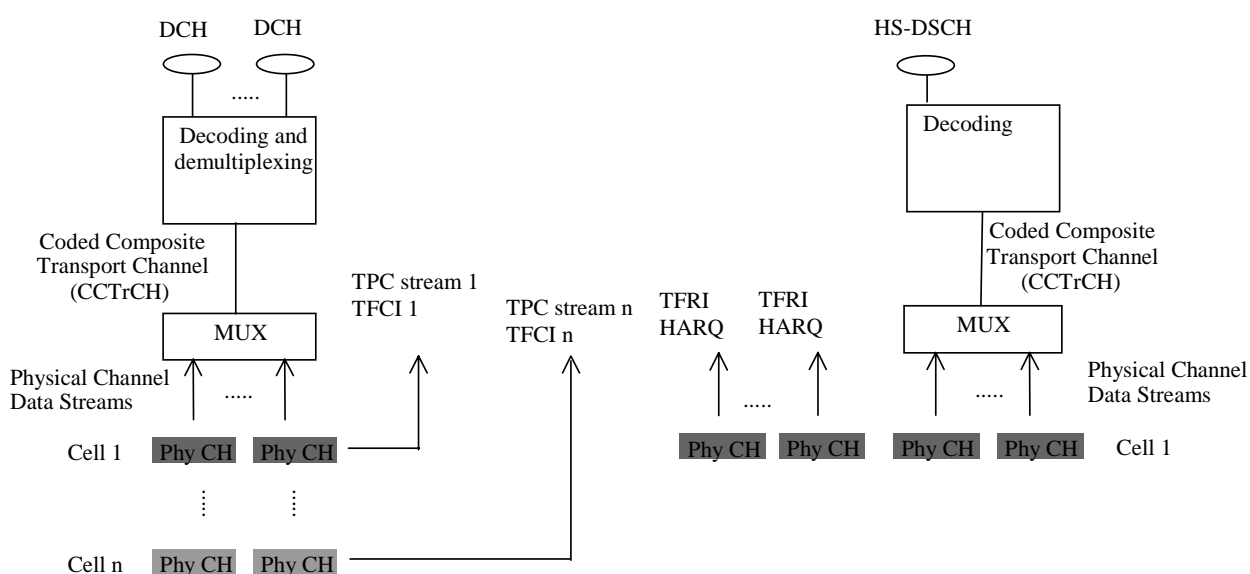 DCH
DCH
.....
Decoding and
demultiplexing
Coded Composite
Transport Channel
(CCTrCH)
MUX
Physical Channel
Data Streams
.....
Cell 1
Phy CH
Phy CH
Cell n
Phy CH
Phy CH
TPC stream 1
TFCI 1
TPC stream n
TFCI n
HS-DSCH
Decoding
Coded Composite
Transport Channel
(CCTrCH)
TFRI
HARQ
TFRI
HARQ
MUX
.....
.....
Physical Channel
Data Streams
Phy CH
Phy CH
Phy CH
Phy CH
Cell 1